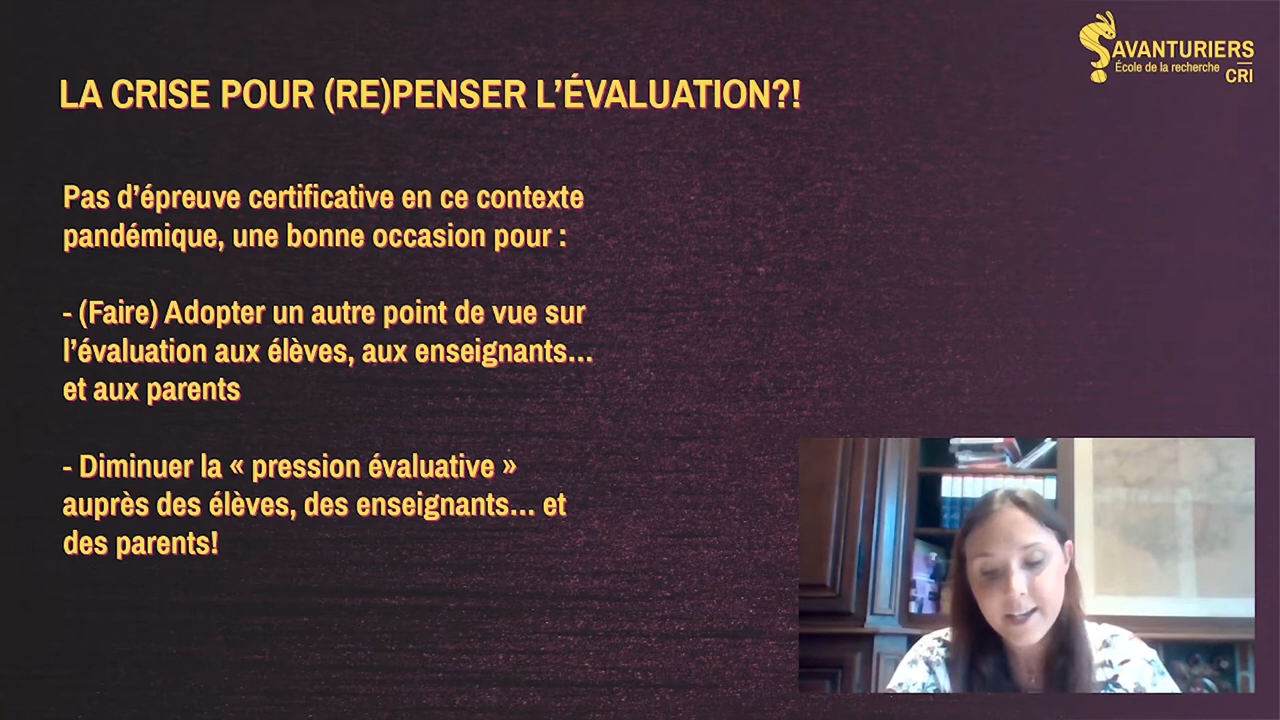 SAVANTURIERS
École de la recherche
CRI
LA CRISE POUR (RE)PENSER L’ÉVALUATION?!
Pas d’épreuve certificative en ce contexte
pandémique, une bonne occasion pour :
- (Faire) Adopter un autre point de vue sur
l’évaluation aux élèves, aux enseignants...
et aux parents
- Diminuer la « pression évaluative »
auprès des élèves, des enseignants... et
des parents!